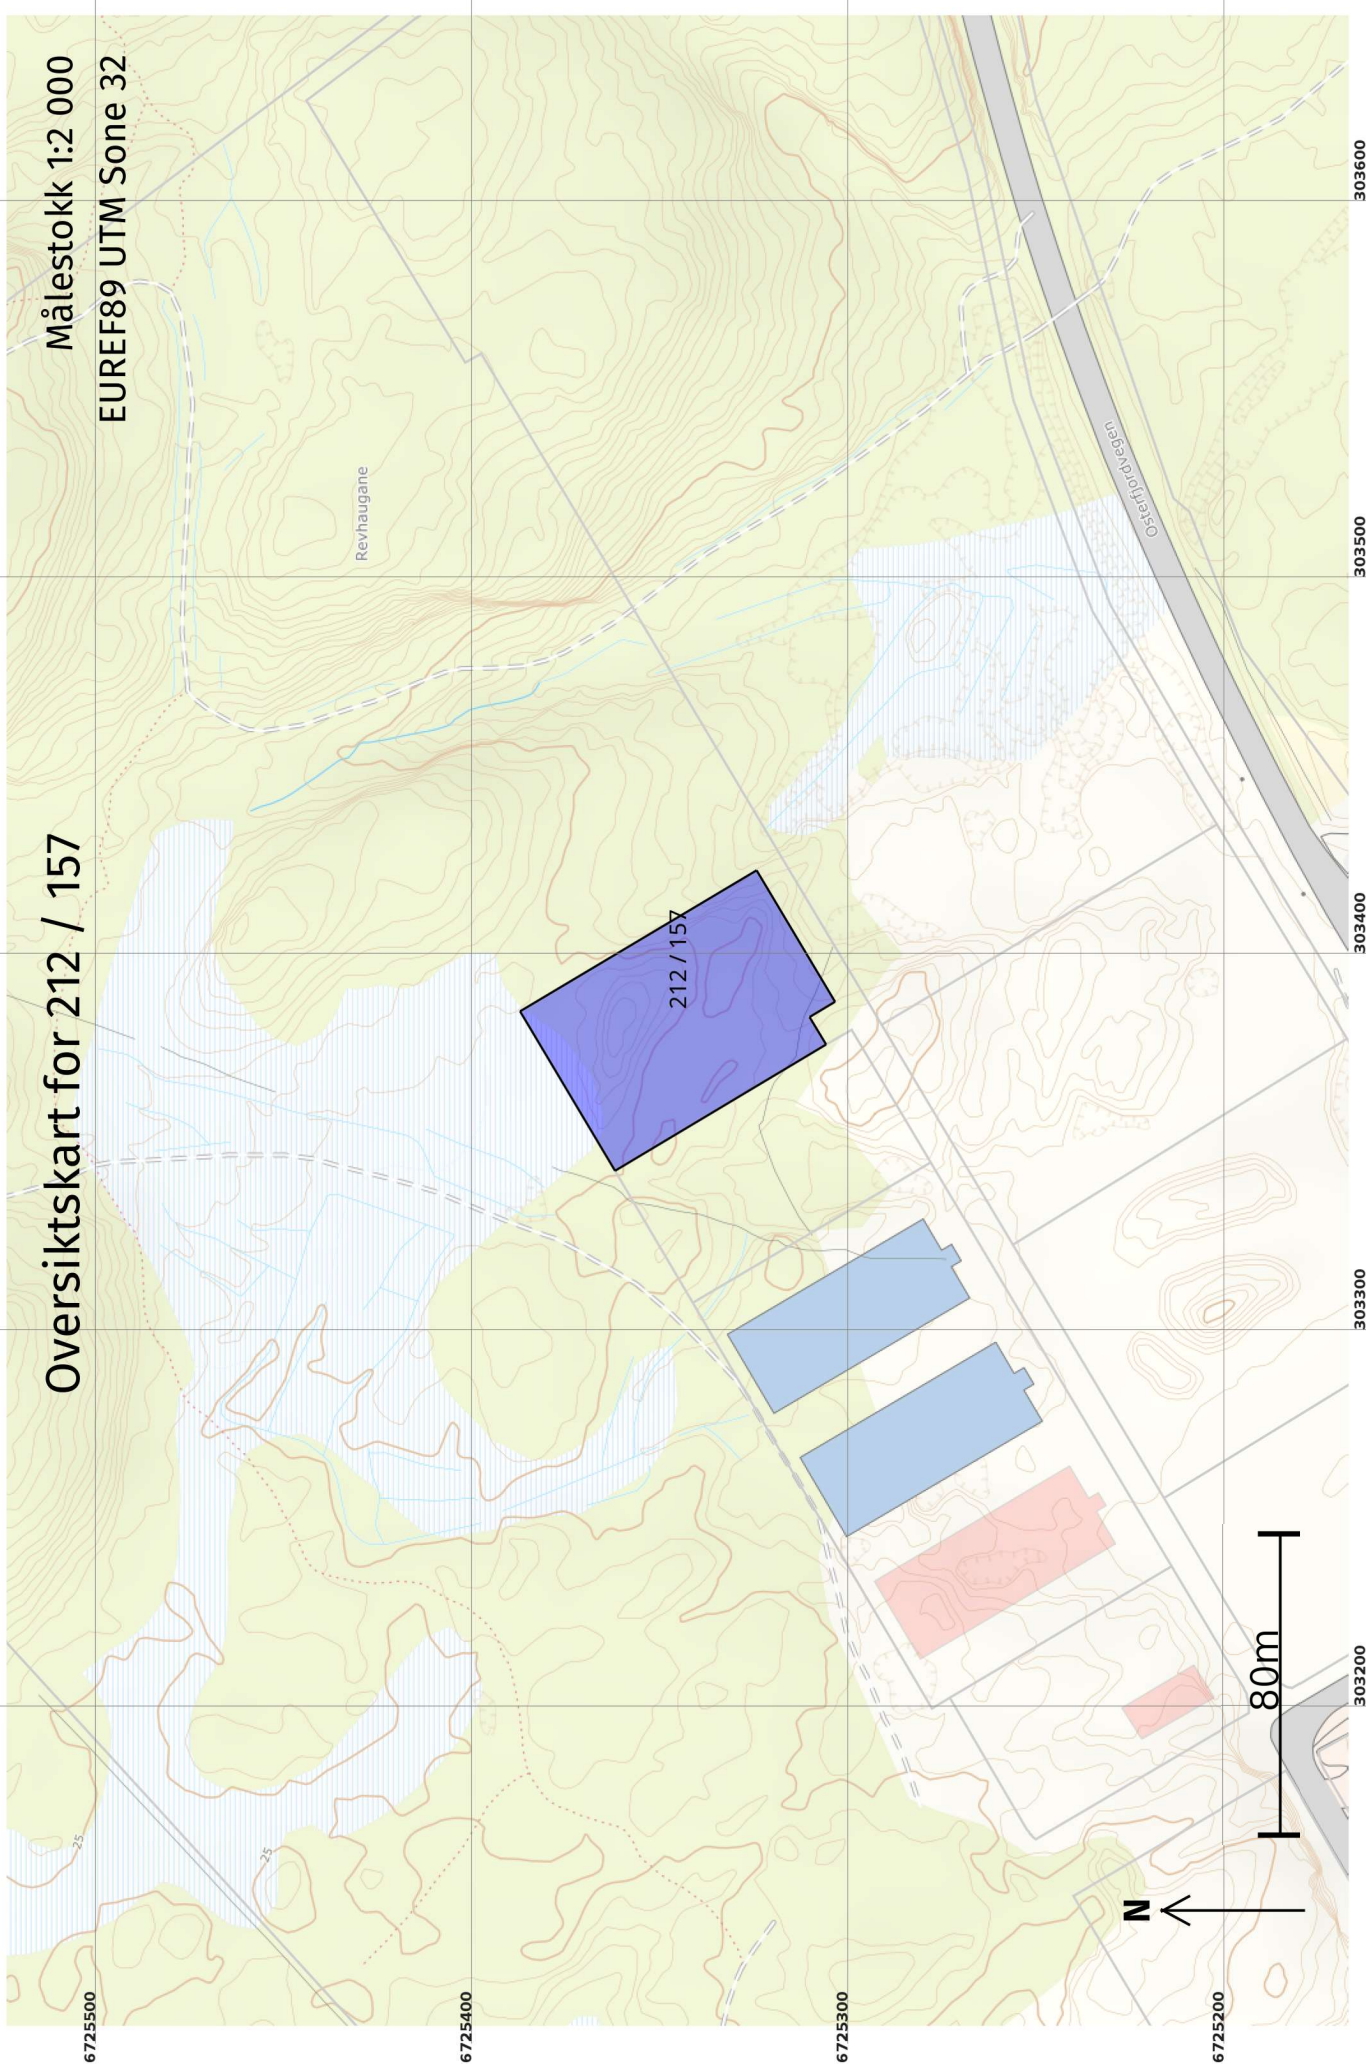 Oversiktskart for 212 / 157
Målestokk 1:2 000
EUREF89 UTM Sone 32
Revhaugane
212 / 157
Osterfjordvegen
25
25
80m
N
6725500
6725400
6725300
6725200
303200
303300
303400
303500
303600